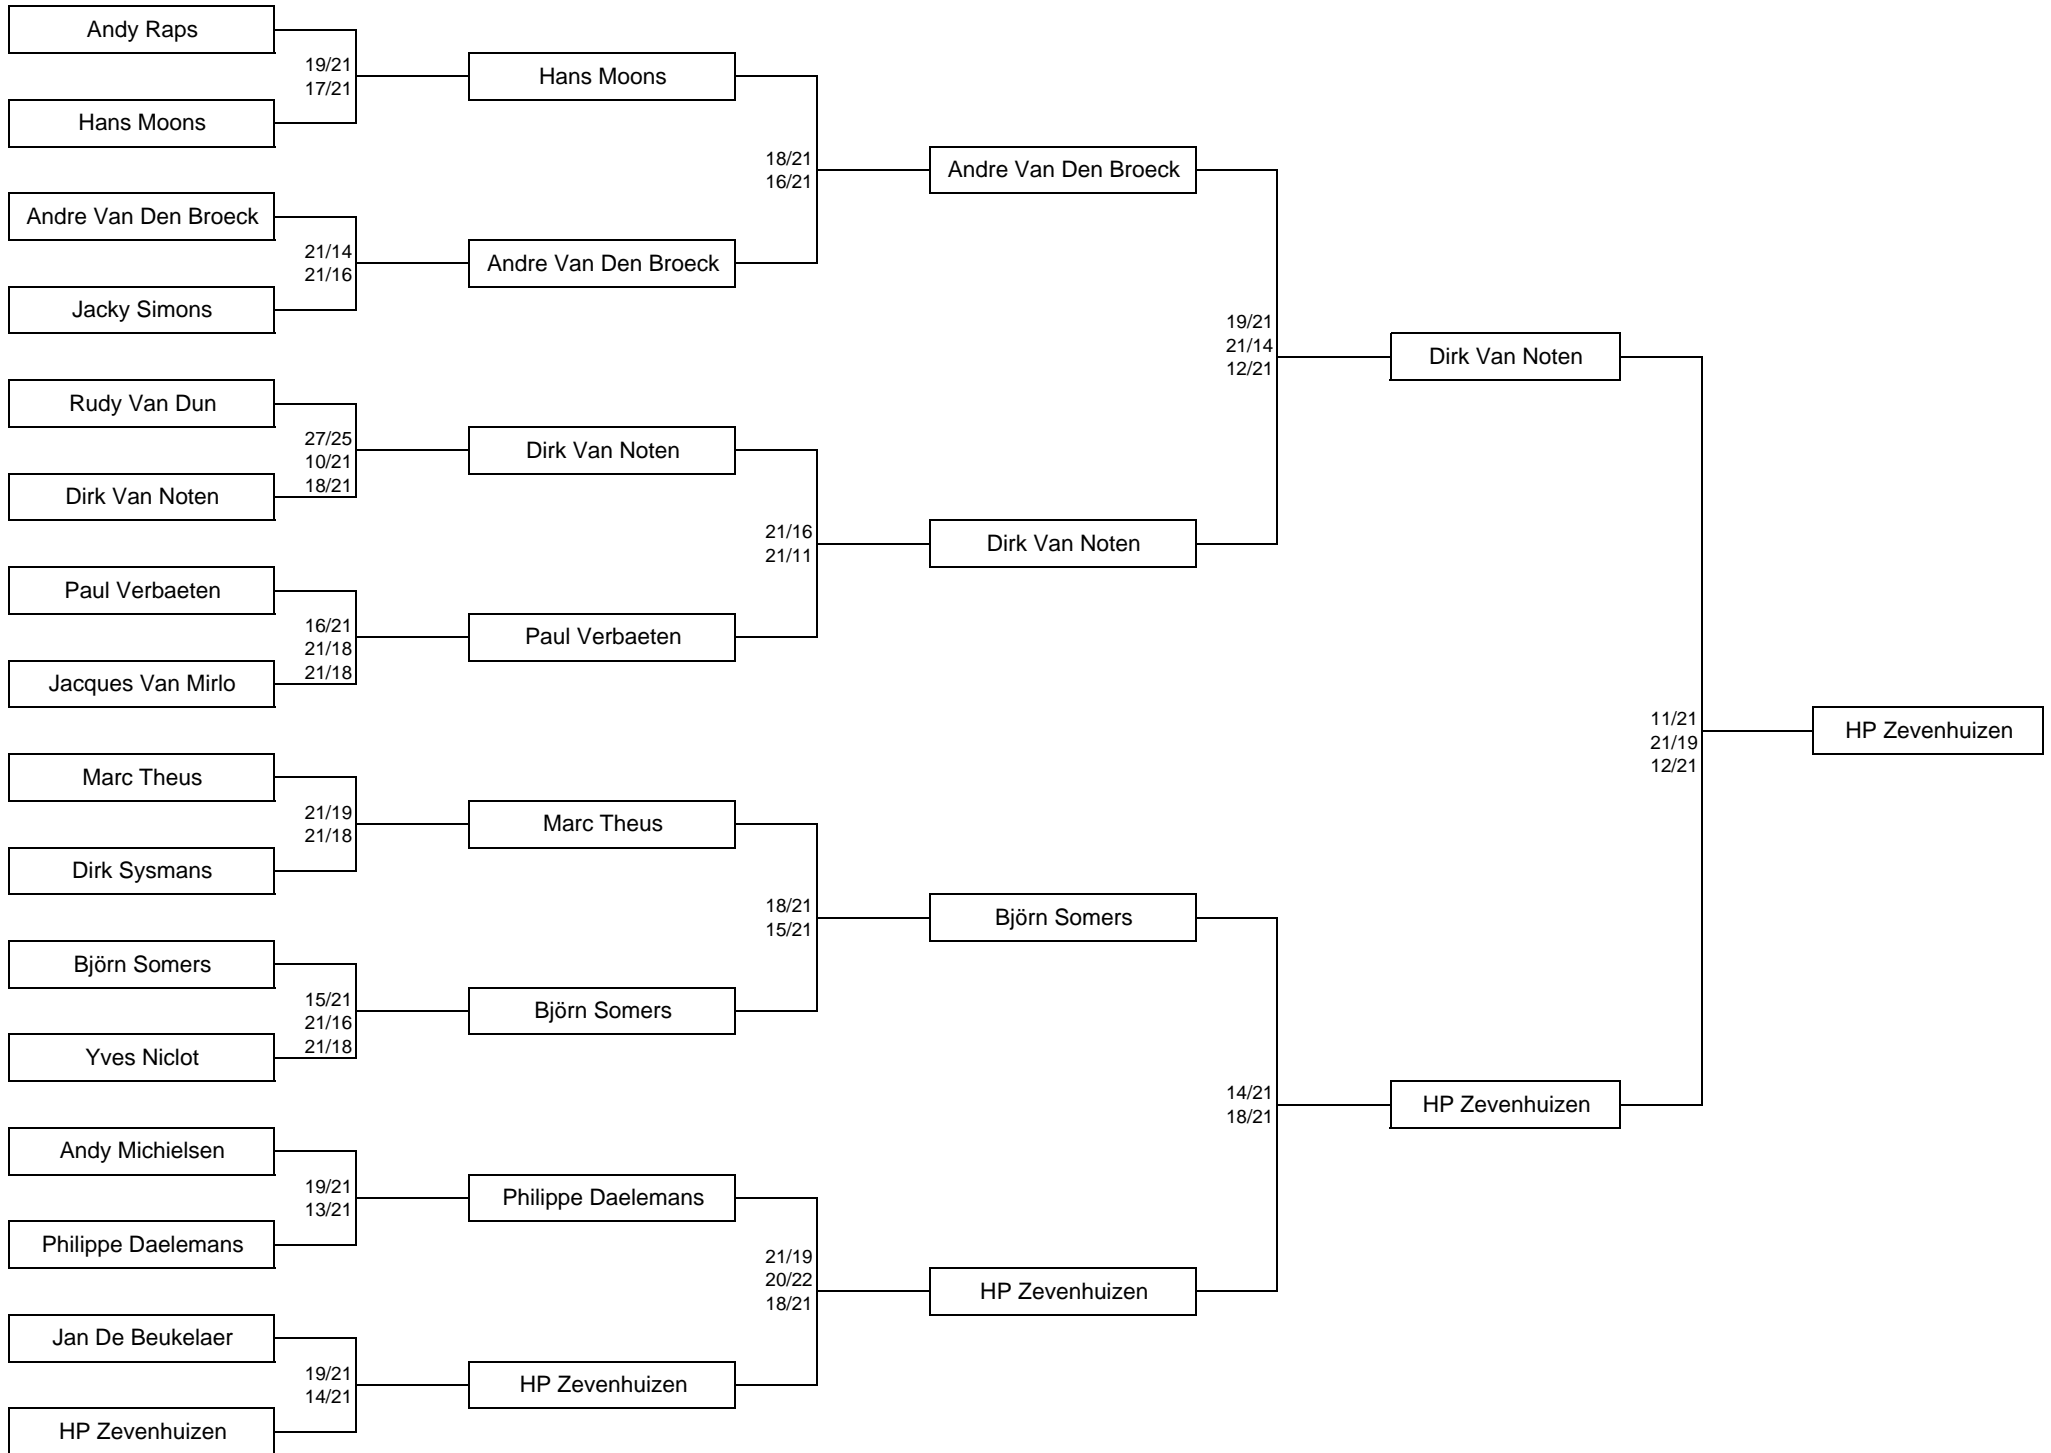 Andy Raps
19/21
17/21
Hans Moons
Hans Moons
18/21
16/21
Andre Van Den Broeck
Andre Van Den Broeck
21/14
21/16
Andre Van Den Broeck
Jacky Simons
19/21
21/14
12/21
Dirk Van Noten
Rudy Van Dun
27/25
10/21
18/21
Dirk Van Noten
Dirk Van Noten
21/16
21/11
Dirk Van Noten
Paul Verbaeten
16/21
21/18
21/18
Paul Verbaeten
Jacques Van Mirlo
11/21
21/19
12/21
HP Zevenhuizen
Marc Theus
21/19
21/18
Marc Theus
Dirk Sysmans
18/21
15/21
Björn Somers
Björn Somers
15/21
21/16
21/18
Björn Somers
Yves Niclot
14/21
18/21
HP Zevenhuizen
Andy Michielsen
19/21
13/21
Philippe Daelemans
Philippe Daelemans
21/19
20/22
18/21
HP Zevenhuizen
Jan De Beukelaer
19/21
14/21
HP Zevenhuizen
HP Zevenhuizen